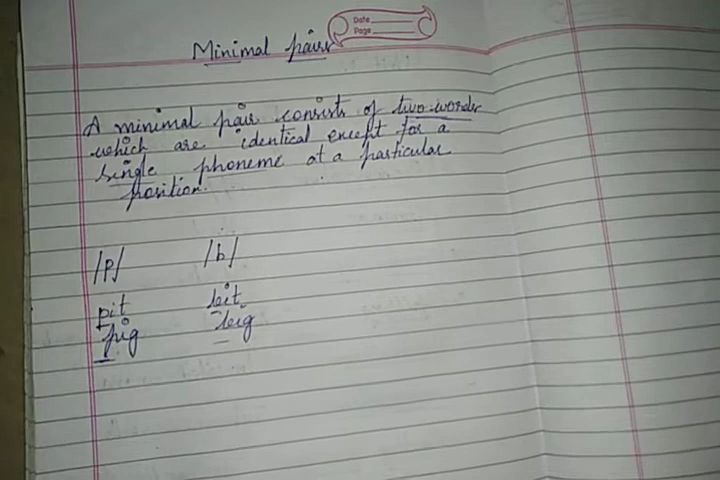 Date
Page
Minimal pairs
A minimal pair consists of two words
which are identical except for a
single phoneme at a particular
position.
/p/ /b/
pit bit
pig big